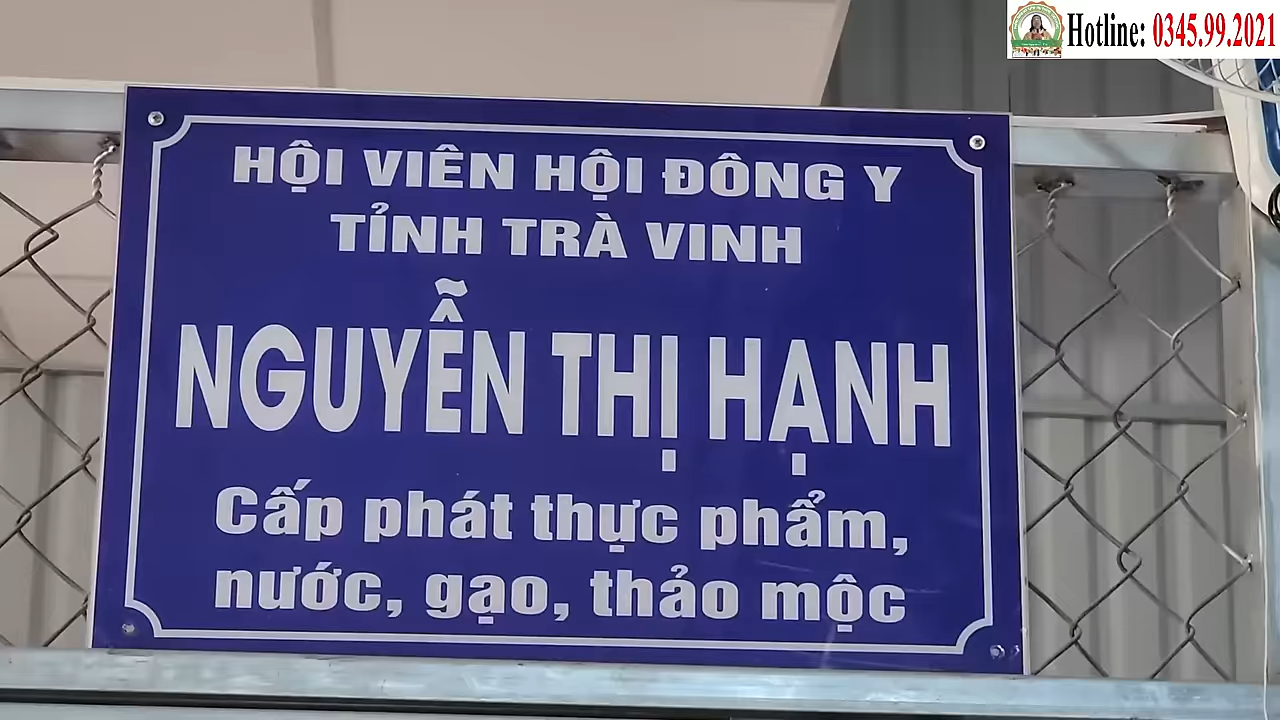 Hotline: 0345.99.2021
HỘI VIÊN HỘI ĐÔNG Y
TỈNH TRÀ VINH
NGUYỄN THỊ HẠNH
Cấp phát thực phẩm,
nước, gạo, thảo mộc